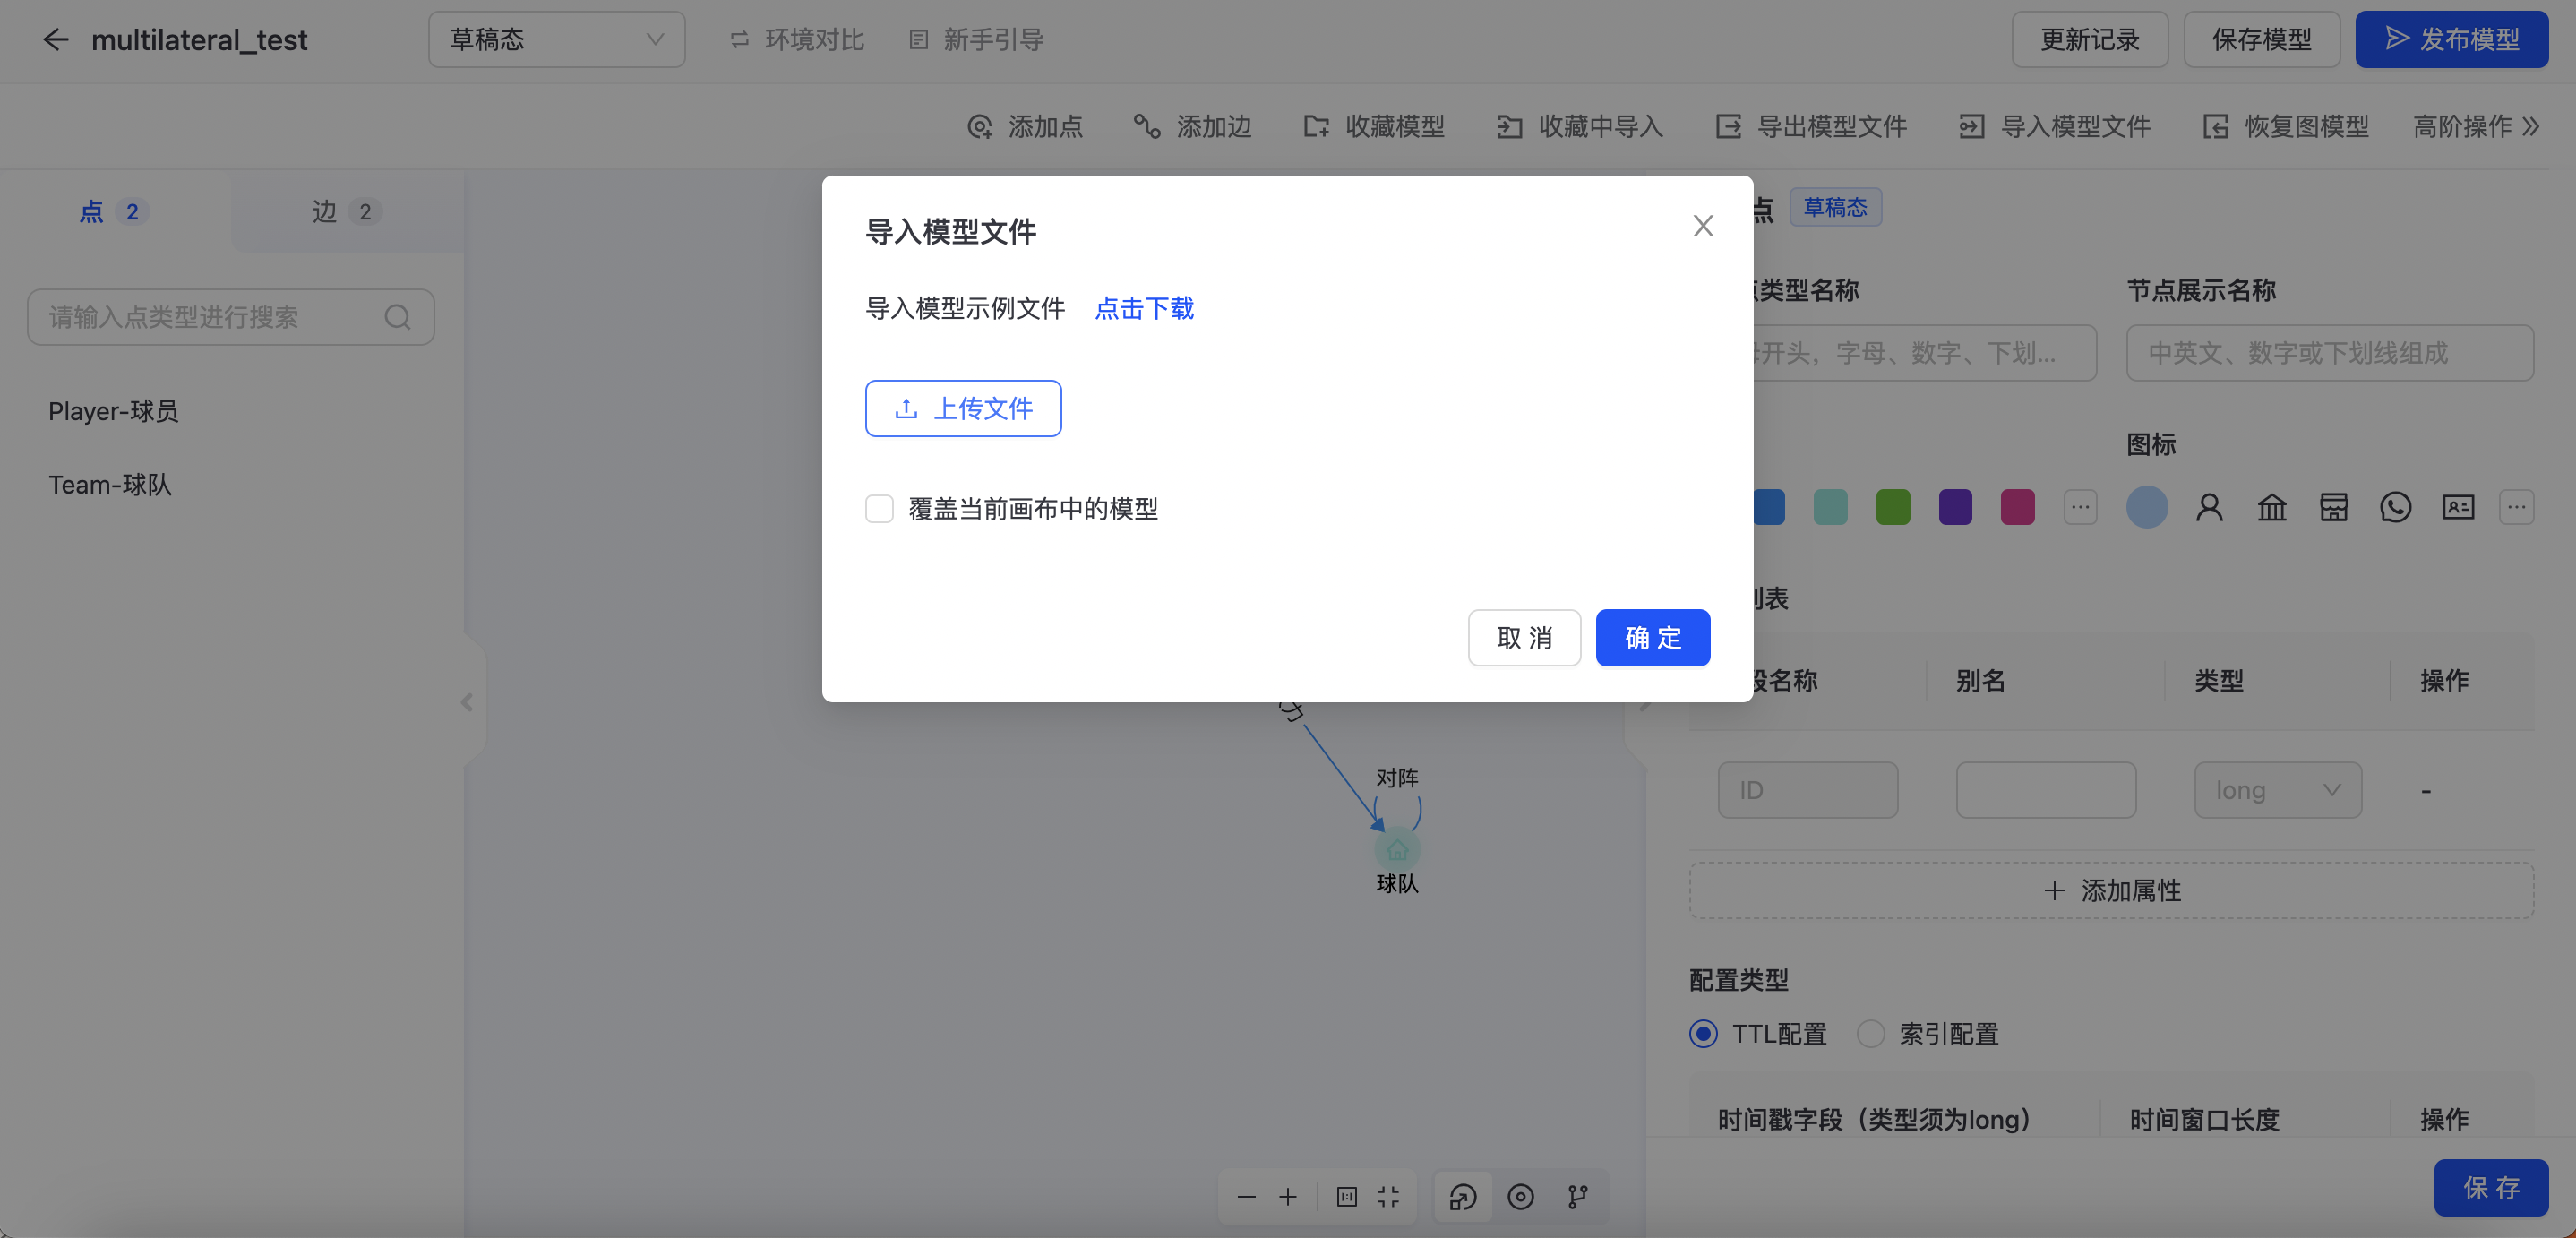 multilateral_test
草稿态
环境对比
新手引导
更新记录
保存模型
发布模型
添加点
添加边
收藏模型
收藏中导入
导出模型文件
导入模型文件
恢复图模型
高阶操作
点 2
边 2
请输入点类型进行搜索
Player-球员
Team-球队
导入模型文件
导入模型示例文件 点击下载
上传文件
覆盖当前画布中的模型
取 消
确 定
对阵
球队
点 草稿态
类型名称
节点展示名称
开头，字母、数字、下划...
中英文、数字或下划线组成
图标
列表
段名称 别名 类型 操作
ID long -
添加属性
配置类型
TTL配置 索引配置
时间戳字段（类型须为long） 时间窗口长度 操作
保 存